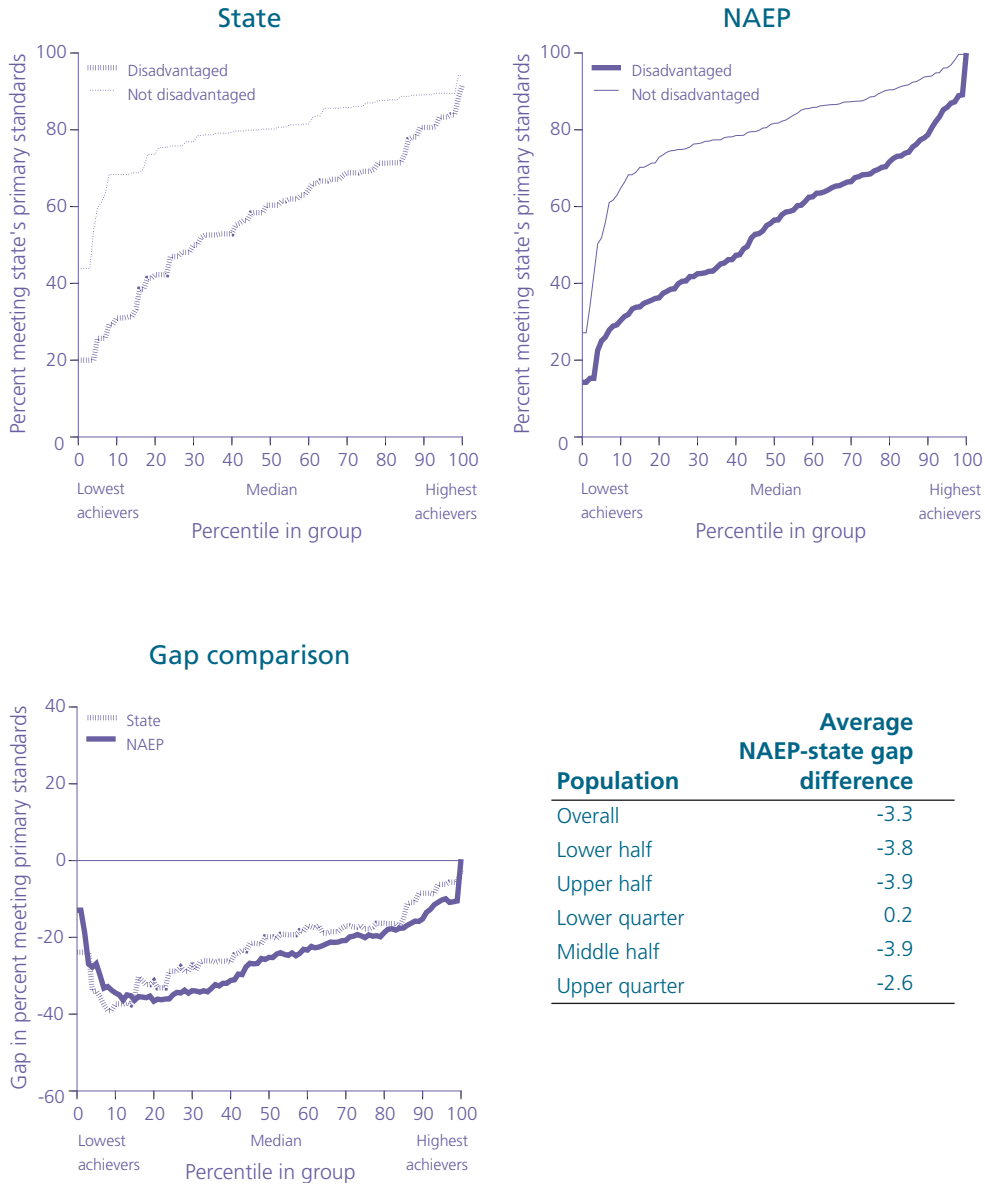 State
Percent meeting state's primary standards
100
80
60
40
20
0
Disadvantaged
Not disadvantaged
0 10 20 30 40 50 60 70 80 90 100
Lowest achievers
Median
Highest achievers
Percentile in group
NAEP
Percent meeting state's primary standards
100
80
60
40
20
0
Disadvantaged
Not disadvantaged
0 10 20 30 40 50 60 70 80 90 100
Lowest achievers
Median
Highest achievers
Percentile in group
Gap comparison
Gap in percent meeting primary standards
40
20
0
-20
-40
-60
State
NAEP
0 10 20 30 40 50 60 70 80 90 100
Lowest achievers
Median
Highest achievers
Percentile in group
Average
NAEP-state gap
Population difference
Overall -3.3
Lower half -3.8
Upper half -3.9
Lower quarter 0.2
Middle half -3.9
Upper quarter -2.6